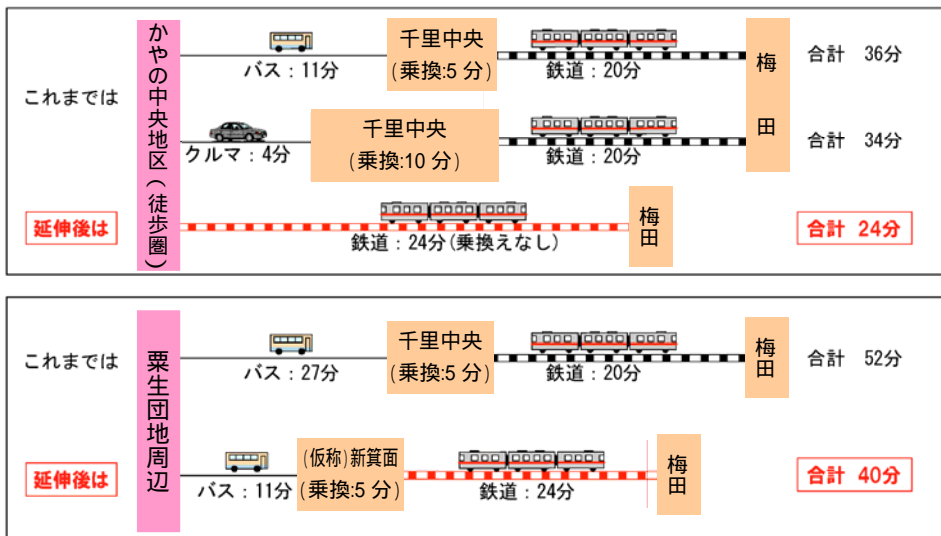 かやの中央地区(徒歩圏)
これまでは
バス：11分
千里中央
(乗換:5 分)
鉄道：20分
梅田
合計 36分
クルマ：4分
千里中央
(乗換:10 分)
鉄道：20分
合計 34分
延伸後は
鉄道：24分(乗換えなし)
梅田
合計 24分
粟生団地周辺
これまでは
バス：27分
千里中央
(乗換:5 分)
鉄道：20分
梅田
合計 52分
延伸後は
バス：11分
(仮称)新箕面
(乗換:5 分)
鉄道：24分
梅田
合計 40分